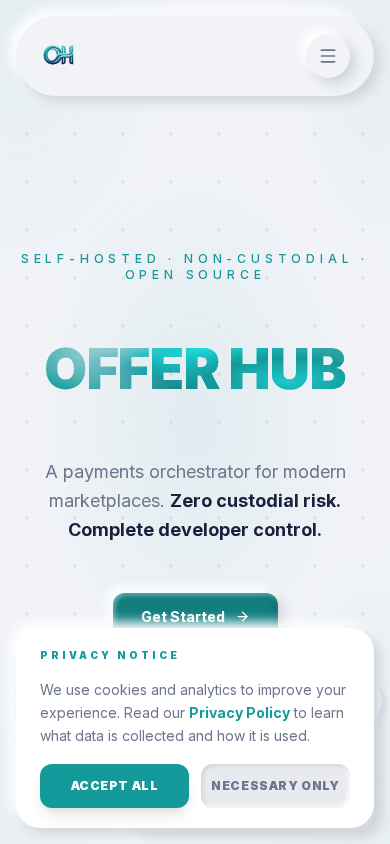 OH
SELF-HOSTED · NON-CUSTODIAL ·
OPEN SOURCE
OFFER HUB
A payments orchestrator for modern
marketplaces. Zero custodial risk.
Complete developer control.
Get Started →
PRIVACY NOTICE
We use cookies and analytics to improve your
experience. Read our Privacy Policy to learn
what data is collected and how it is used.
ACCEPT ALL
NECESSARY ONLY